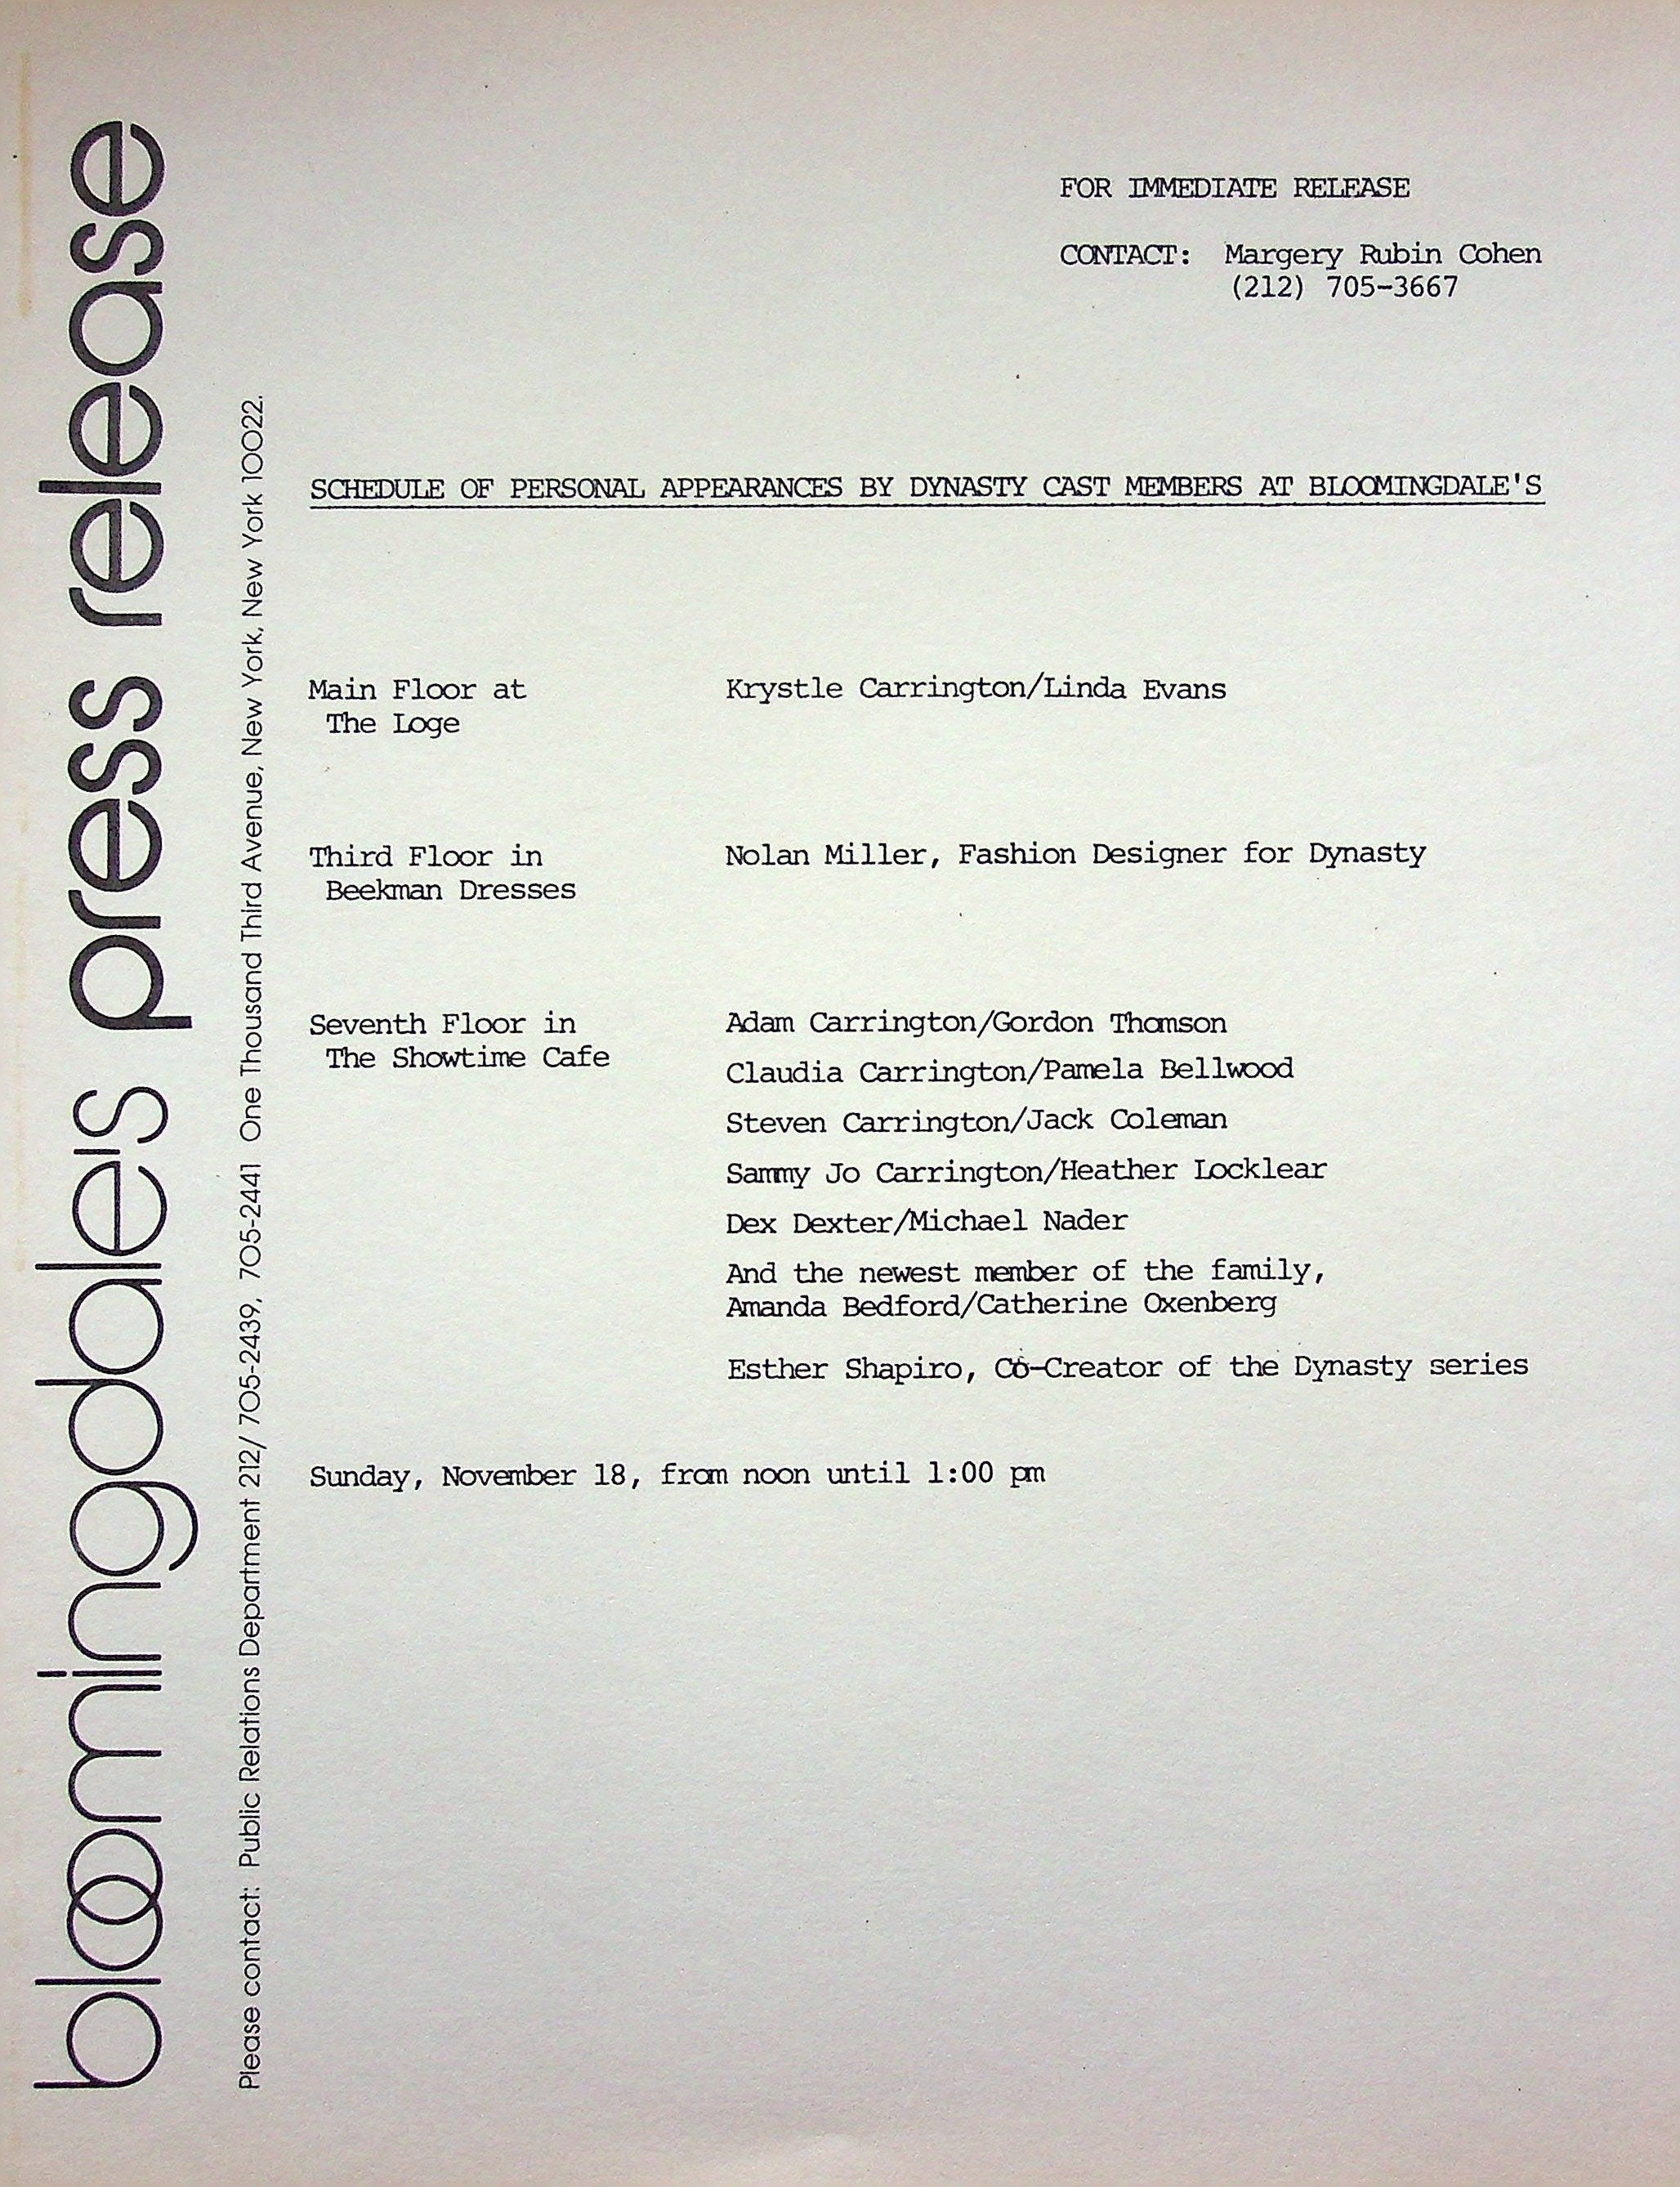 bloomingdale's press release
Please contact: Public Relations Department 212/ 705-2439, 705-2441 One Thousand Third Avenue, New York, New York 10022.
FOR IMMEDIATE RELEASE
CONTACT: Margery Rubin Cohen
(212) 705-3667
SCHEDULE OF PERSONAL APPEARANCES BY DYNASTY CAST MEMBERS AT BLOOMINGDALE'S
Main Floor at Krystle Carrington/Linda Evans
The Loge
Third Floor in Nolan Miller, Fashion Designer for Dynasty
Beekman Dresses
Seventh Floor in Adam Carrington/Gordon Thomson
The Showtime Cafe
Claudia Carrington/Pamela Bellwood
Steven Carrington/Jack Coleman
Sammy Jo Carrington/Heather Locklear
Dex Dexter/Michael Nader
And the newest member of the family,
Amanda Bedford/Catherine Oxenberg
Esther Shapiro, Co-Creator of the Dynasty series
Sunday, November 18, from noon until 1:00 pm